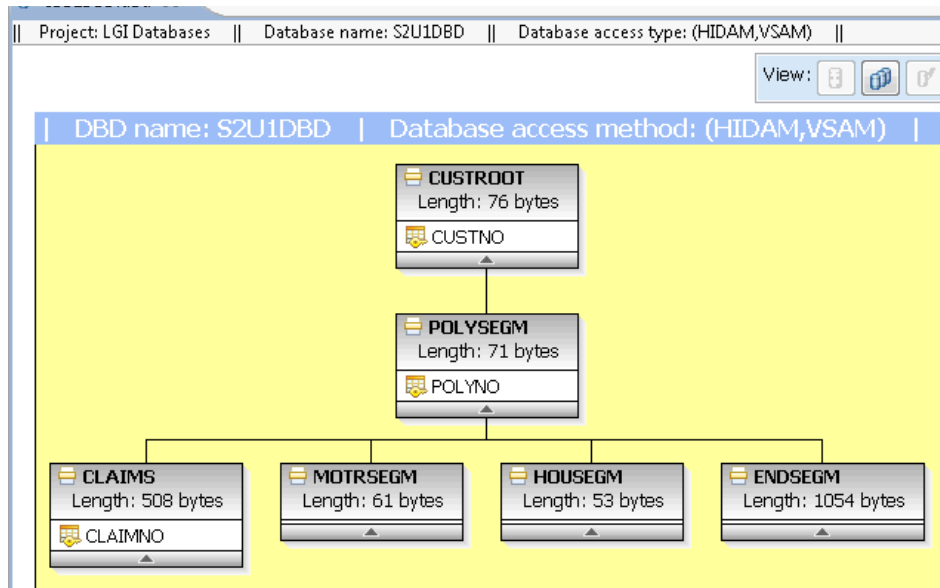 || Project: LGI Databases || Database name: S2U1DBD || Database access type: (HIDAM,VSAM) ||
View:
| DBD name: S2U1DBD | Database access method: (HIDAM,VSAM) |
CUSTROOT
Length: 76 bytes
CUSTNO
POLYSEGM
Length: 71 bytes
POLYNO
CLAIMS
Length: 508 bytes
CLAIMNO
MOTRSEGM
Length: 61 bytes
HOUSEGM
Length: 53 bytes
ENDSEGM
Length: 1054 bytes